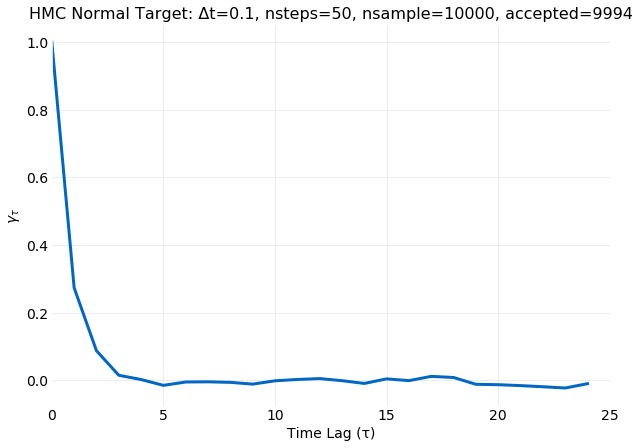 HMC Normal Target: Δt=0.1, nsteps=50, nsample=10000, accepted=9994
1.0
0.8
0.6
0.4
0.2
0.0
γτ
0 5 10 15 20 25
Time Lag (τ)